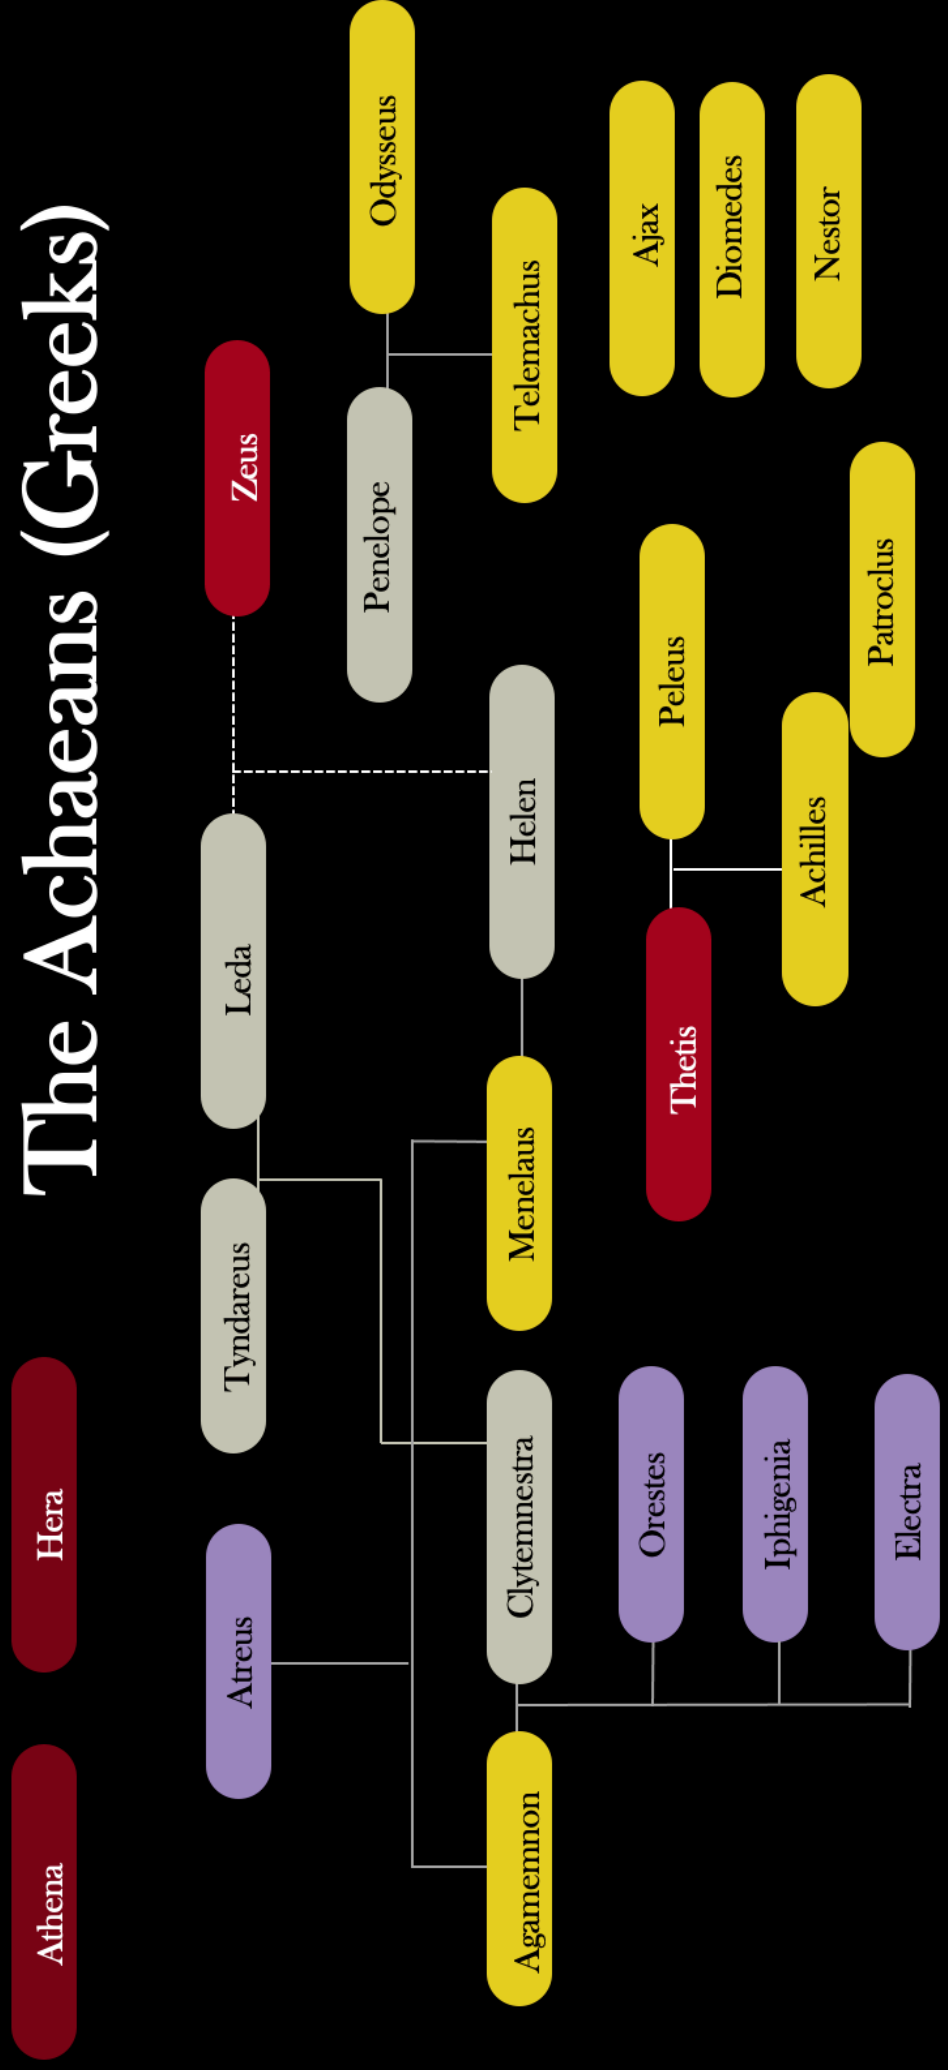 The Achaeans (Greeks)
Athena
Hera
Atreus
Tyndareus
Leda
Zeus
Penelope
Odysseus
Agamemnon
Clytemnestra
Menelaus
Helen
Telemachus
Orestes
Iphigenia
Electra
Thetis
Peleus
Achilles
Patroclus
Ajax
Diomedes
Nestor